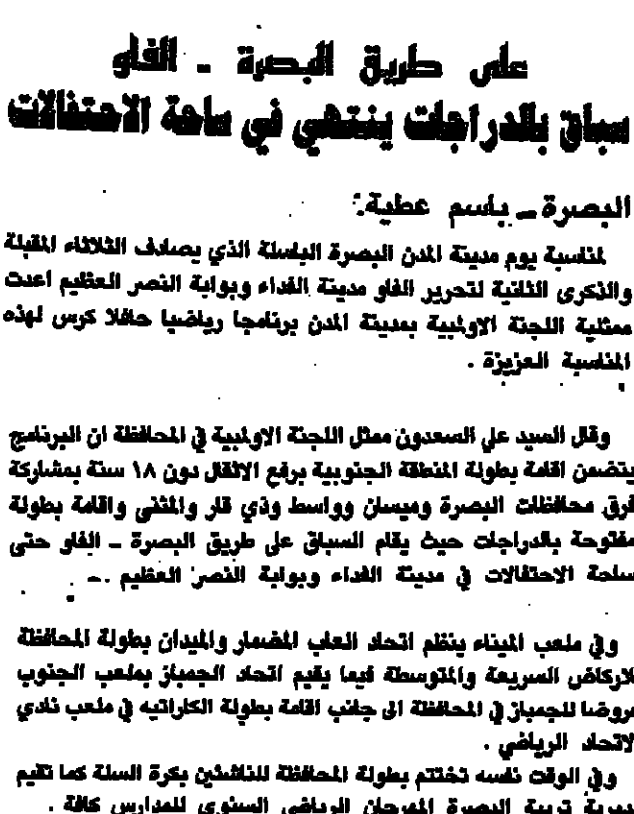 على طريق البصرة - الفاو
سباق بالدراجات ينتهي في ساحة الاحتفالات
البصرة - باسم عطية:
لمناسبة يوم مدينة المدن البصرة الباسلة الذي يصادف الثلاثاء المقبلة
والذكرى الثانية لتحرير الفاو مدينة الفداء وبوابة النصر العظيم اعدت
ممثلية اللجنة الاولمبية بمدينة المدن برنامجا رياضيا حافلا كرس لهذه
المناسبة العزيزة .
وقال السيد علي السعدون ممثل اللجنة الاولمبية في المحافظة ان البرنامج
يتضمن اقامة بطولة المنطقة الجنوبية برفع الاثقال دون ١٨ سنة بمشاركة
فرق محافظات البصرة وميسان وواسط وذي قار والمثنى واقامة بطولة
مفتوحة بالدراجات حيث يقام السباق على طريق البصرة - الفاو حتى
ساحة الاحتفالات في مدينة الفداء وبوابة النصر العظيم .
وفي ملعب الميناء ينظم اتحاد العاب المضمار والميدان بطولة المحافظة
للاركاض السريعة والمتوسطة فيما يقيم اتحاد الجمباز بملعب الجنوب
عروضا للجمباز في المحافظة الى جانب اقامة بطولة الكاراتيه في ملعب نادي
الاتحاد الرياضي .
وفي الوقت نفسه تختتم بطولة المحافظة للناشئين بكرة السلة كما تقيم
مديرية تربية البصرة المهرجان الرياضي السنوي للمدارس كافة .